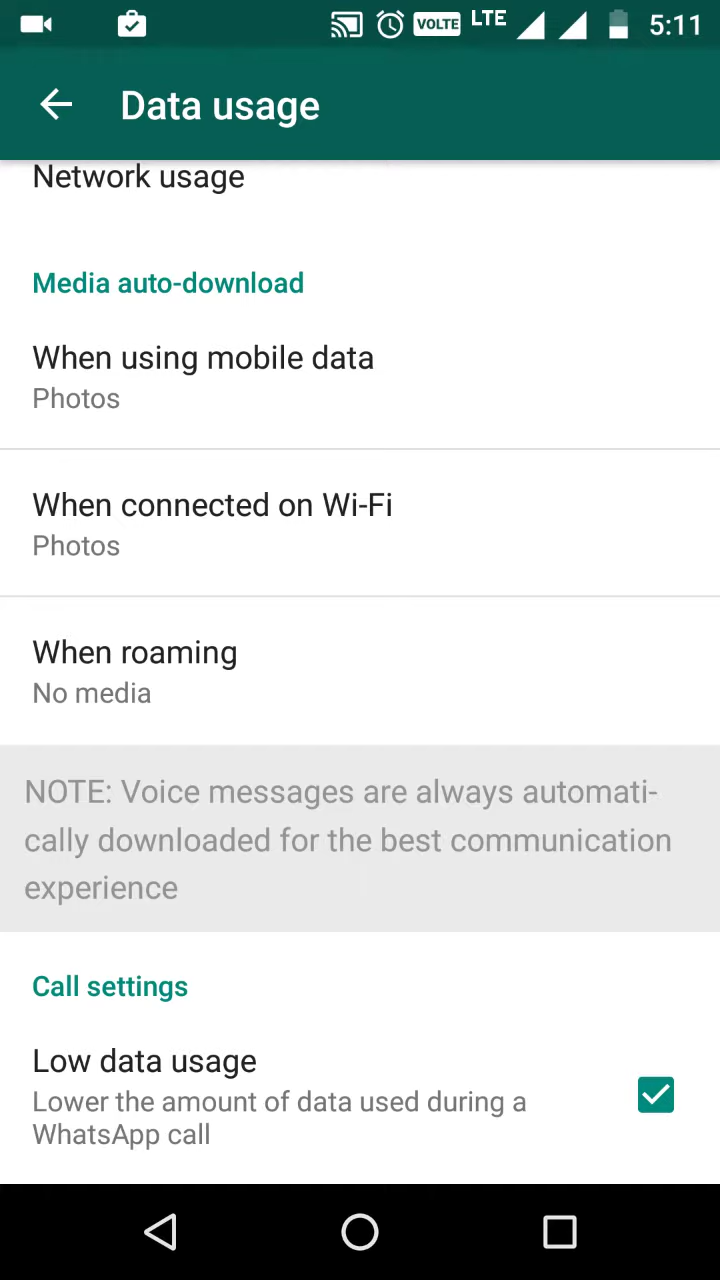 VOLTE LTE 5:11
Data usage
Network usage
Media auto-download
When using mobile data
Photos
When connected on Wi-Fi
Photos
When roaming
No media
NOTE: Voice messages are always automati-
cally downloaded for the best communication
experience
Call settings
Low data usage
Lower the amount of data used during a
WhatsApp call